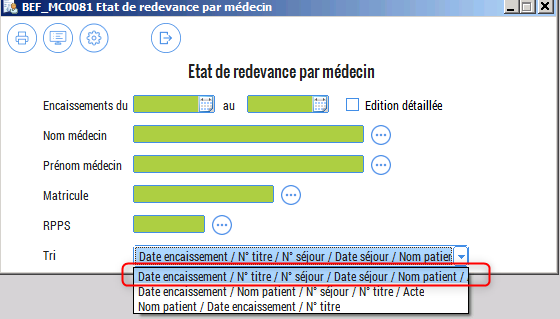 BEF_MC0081 Etat de redevance par médecin
Etat de redevance par médecin
Encaissements du au Edition détaillée
Nom médecin
Prénom médecin
Matricule
RPPS
Tri Date encaissement / N° titre / N° séjour / Date séjour / Nom patien
Date encaissement / N° titre / N° séjour / Date séjour / Nom patient /
Date encaissement / Nom patient / N° séjour / N° titre / Acte
Nom patient / Date encaissement / N° titre